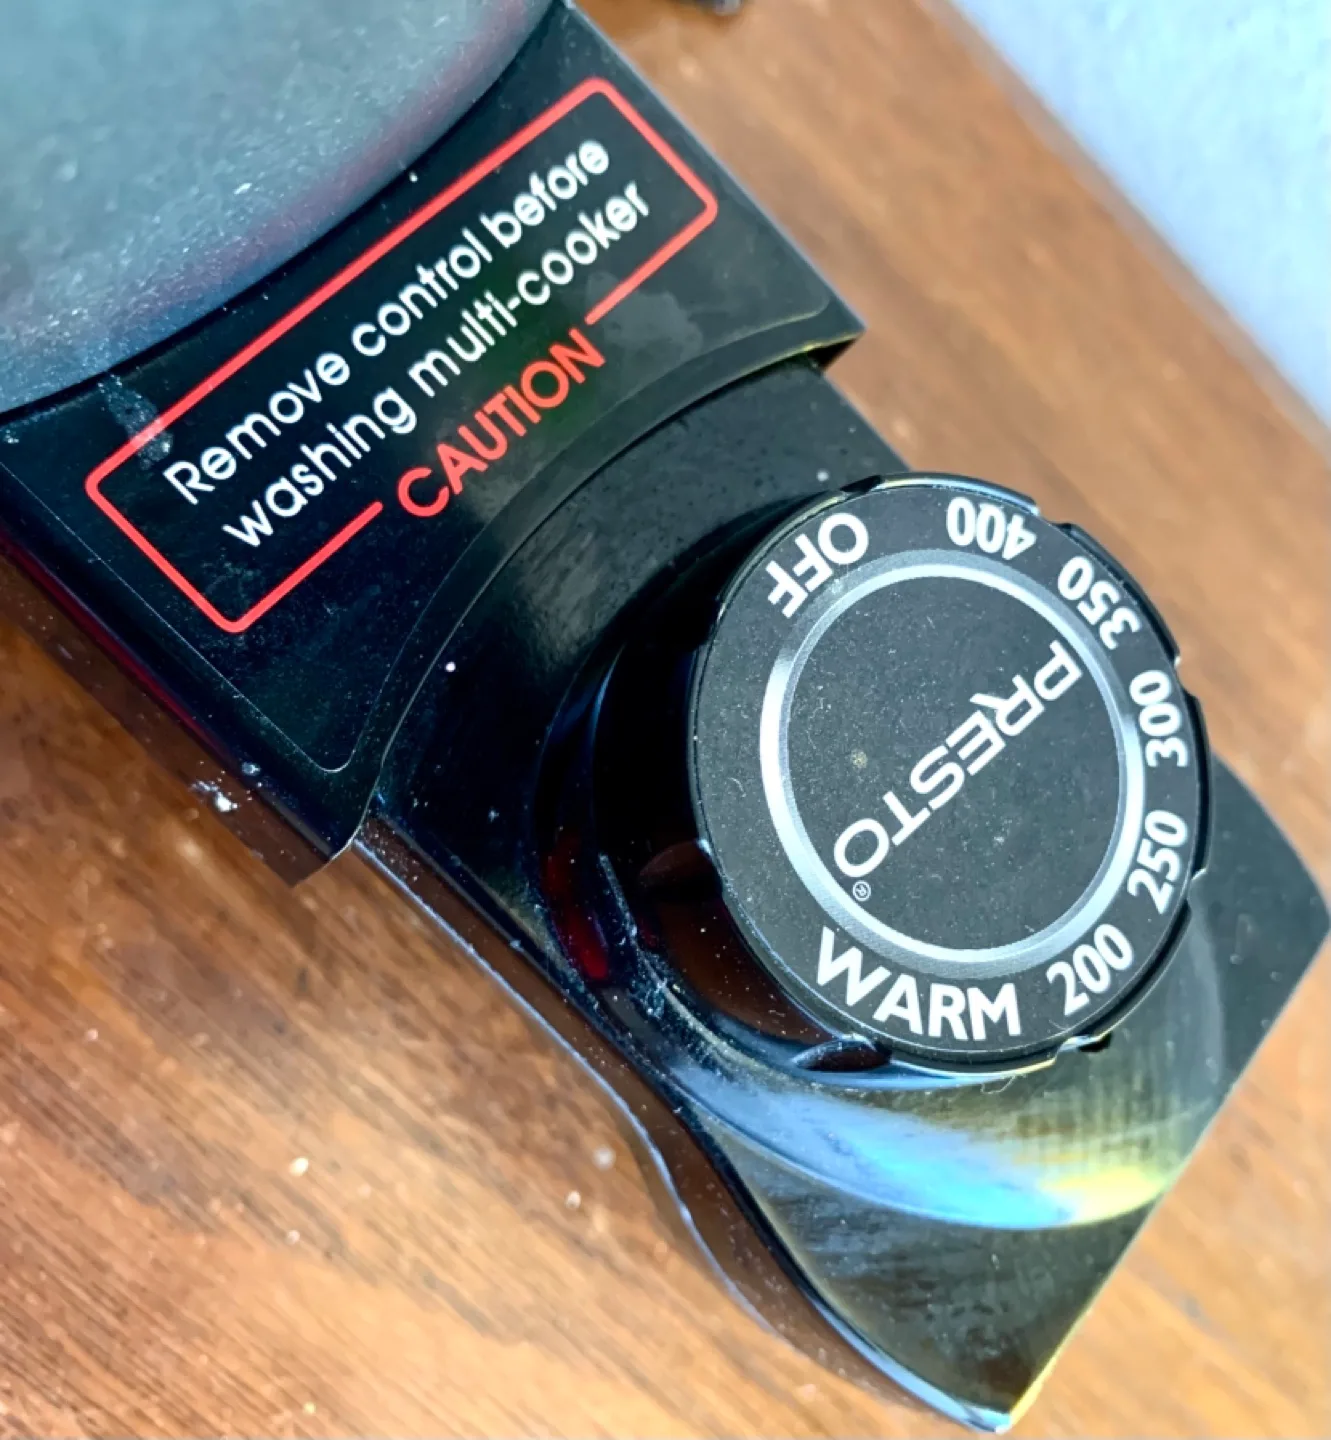 Remove control before
washing multi-cooker
CAUTION
OFF
400
350
300
250
200
WARM
PRESTO®